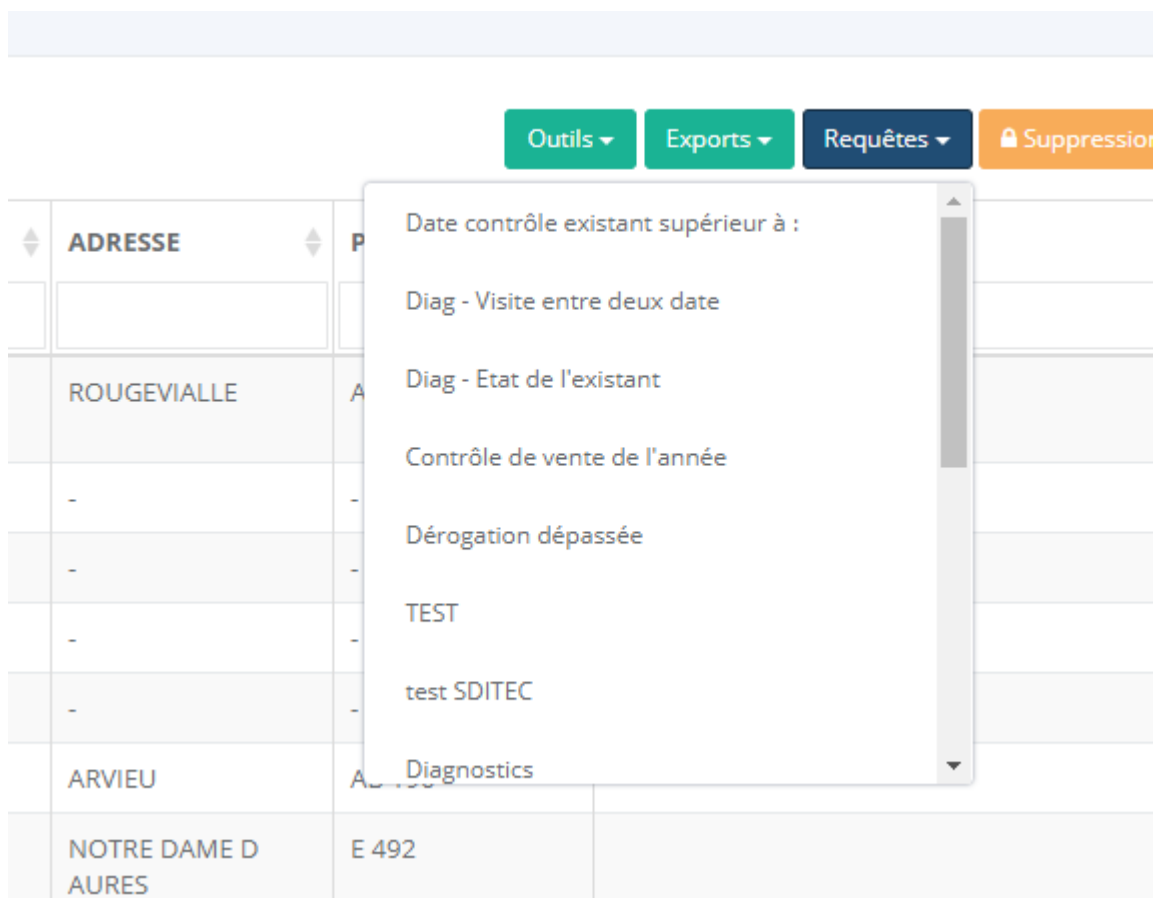 Outils
Exports
Requêtes
Suppression
ADRESSE
P
Date contrôle existant supérieur à :
Diag - Visite entre deux date
ROUGEVIALLE
A
Diag - Etat de l'existant
Contrôle de vente de l'année
-
-
Dérogation dépassée
-
-
TEST
-
-
test SDITEC
-
-
Diagnostics
ARVIEU
NOTRE DAME D
AURES
E 492